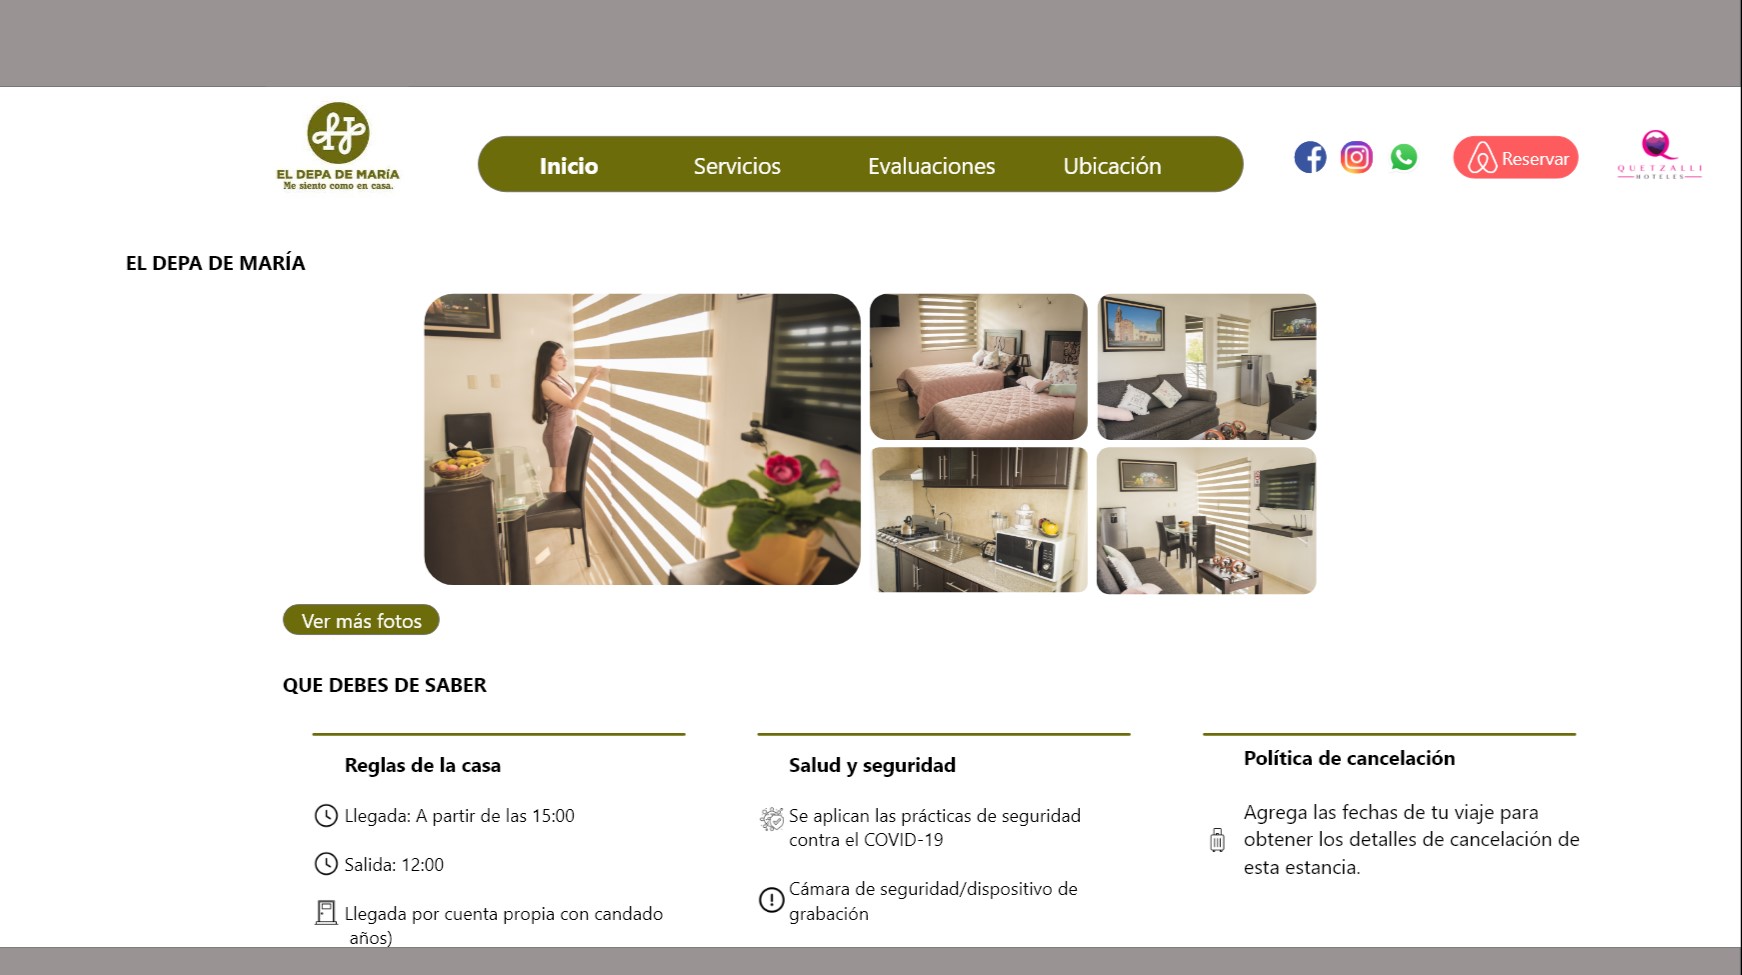 EL DEPA DE MARÍA
Me siento como en casa.
Inicio
Servicios
Evaluaciones
Ubicación
Reservar
QUETZALLI
HOTELES
EL DEPA DE MARÍA
Ver más fotos
QUE DEBES DE SABER
Reglas de la casa
Llegada: A partir de las 15:00
Salida: 12:00
Llegada por cuenta propia con candado
años)
Salud y seguridad
Se aplican las prácticas de seguridad
contra el COVID-19
Cámara de seguridad/dispositivo de
grabación
Política de cancelación
Agrega las fechas de tu viaje para
obtener los detalles de cancelación de
esta estancia.